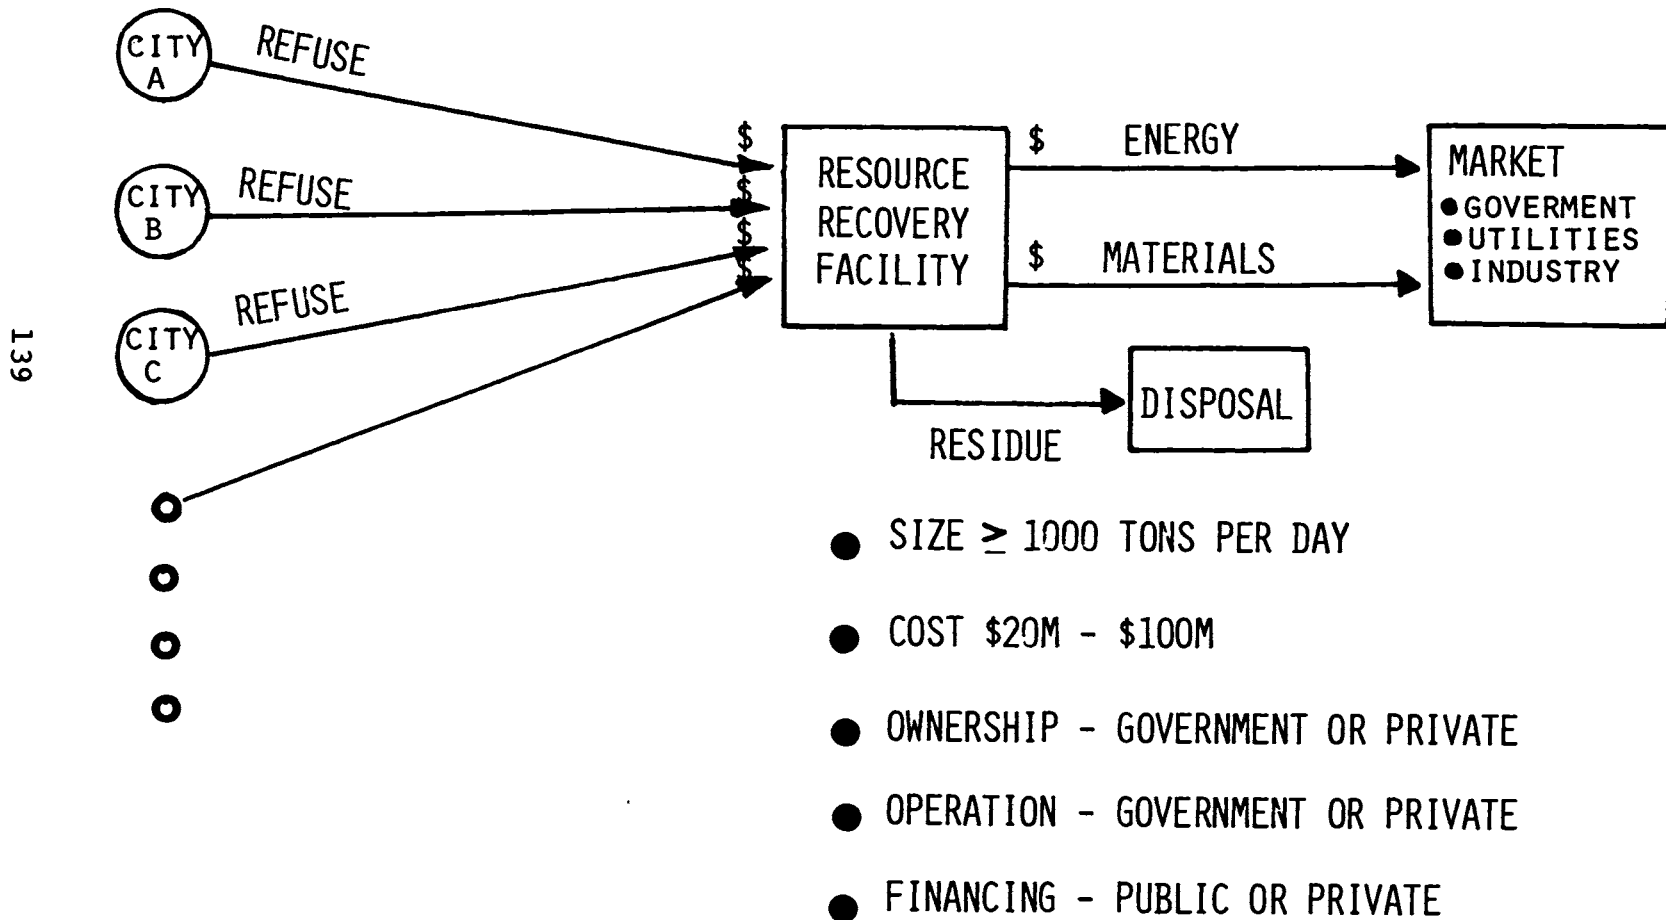 CITY
A
REFUSE
CITY
B
REFUSE
CITY
C
REFUSE
$
$
$
$
RESOURCE
RECOVERY
FACILITY
$ ENERGY
$ MATERIALS
MARKET
● GOVERMENT
● UTILITIES
● INDUSTRY
RESIDUE
DISPOSAL
● SIZE ≥ 1000 TONS PER DAY
● COST $20M - $100M
● OWNERSHIP - GOVERNMENT OR PRIVATE
● OPERATION - GOVERNMENT OR PRIVATE
● FINANCING - PUBLIC OR PRIVATE
139